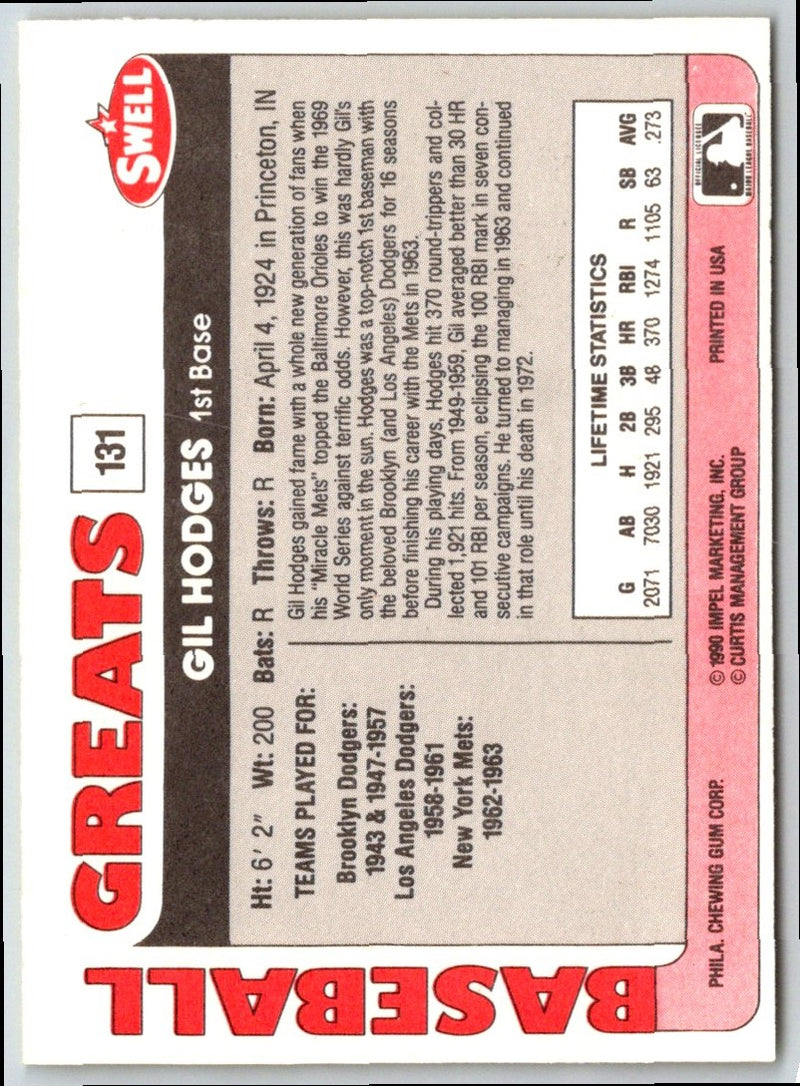 BASEBALL
GREATS
131
SWELL
GIL HODGES 1st Base
Ht: 6' 2" Wt: 200 Bats: R Throws: R Born: April 4, 1924 in Princeton, IN
TEAMS PLAYED FOR:
Brooklyn Dodgers:
1943 & 1947-1957
Los Angeles Dodgers:
1958-1961
New York Mets:
1962-1963
Gil Hodges gained fame with a whole new generation of fans when
his "Miracle Mets" topped the Baltimore Orioles to win the 1969
World Series against terrific odds. However, this was hardly Gil's
only moment in the sun. Hodges was a top-notch 1st baseman with
the beloved Brooklyn (and Los Angeles) Dodgers for 16 seasons
before finishing his career with the Mets in 1963.
During his playing days, Hodges hit 370 round-trippers and col-
lected 1,921 hits. From 1949-1959, Gil averaged better than 30 HR
and 101 RBI per season, eclipsing the 100 RBI mark in seven con-
secutive campaigns. He turned to managing in 1963 and continued
in that role until his death in 1972.
LIFETIME STATISTICS
G AB H 2B 3B HR RBI R SB AVG
2071 7030 1921 295 48 370 1274 1105 63 .273
PHILA. CHEWING GUM CORP.
© 1990 IMPEL MARKETING, INC.
© CURTIS MANAGEMENT GROUP
PRINTED IN USA
OFFICIAL LICENSEE
MAJOR LEAGUE BASEBALL